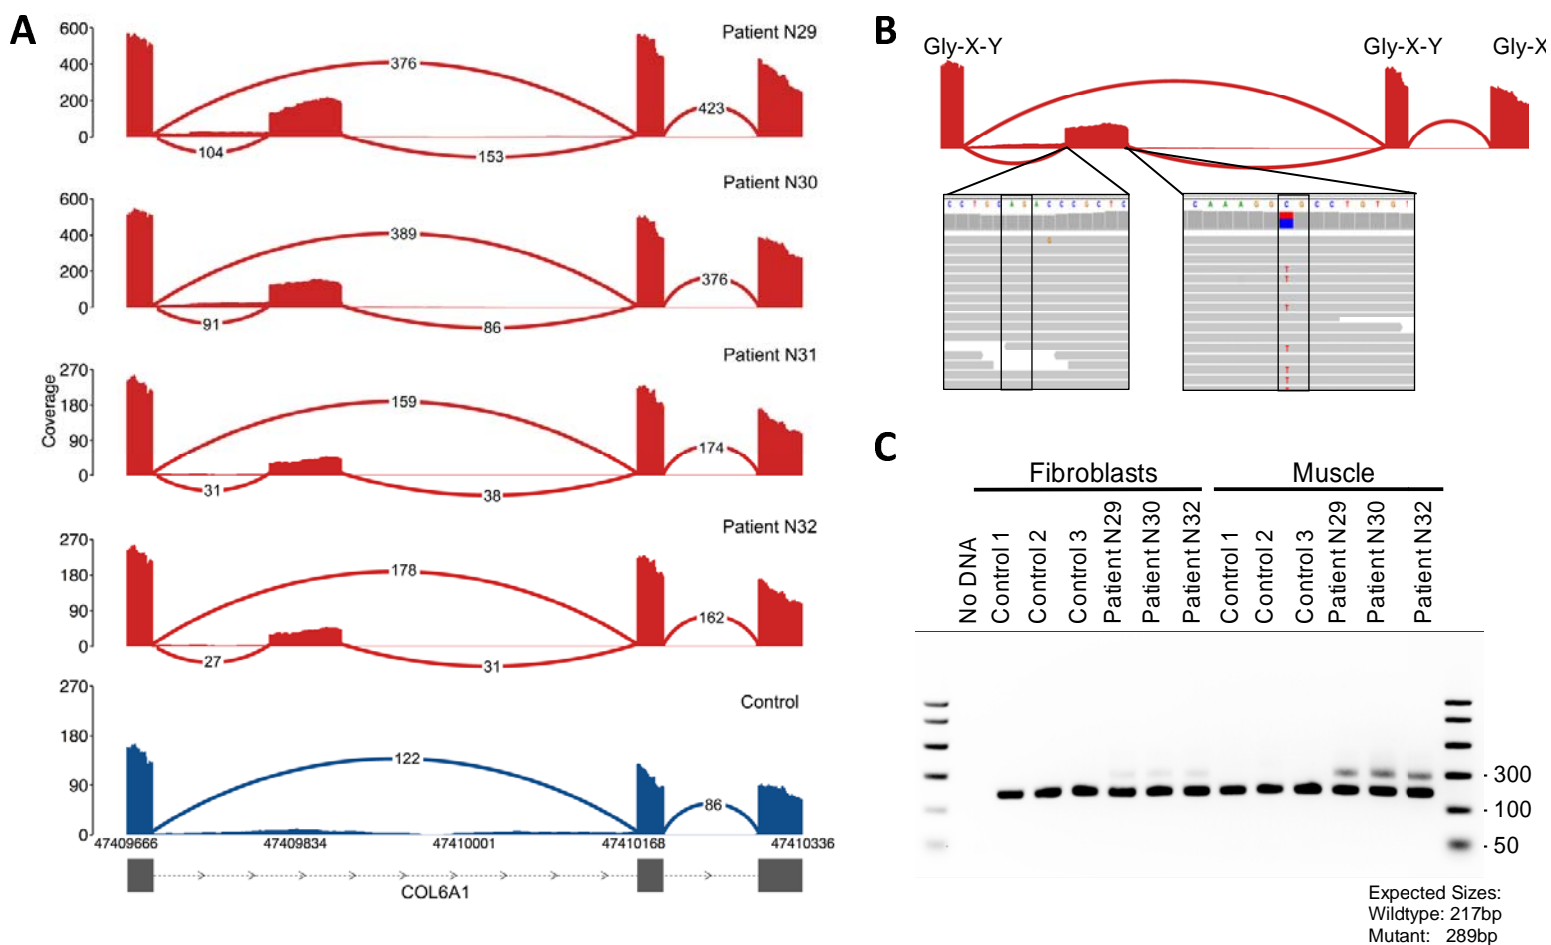 A
600
400
200
0
Patient N29
376
104
153
423
600
400
200
0
Patient N30
389
91
86
376
Coverage
270
180
90
0
Patient N31
159
31
38
174
270
180
90
0
Patient N32
178
27
31
162
270
180
90
0
Control
122
86
47409666 47409834 47410001 47410168 47410336
COL6A1
B
Gly-X-Y Gly-X-Y Gly-X
C C T G C A G A C C C G C T C
G
C A A A G G C G C C T G T G T
T
T
T
T
T
T
C
Fibroblasts Muscle
No DNA
Control 1
Control 2
Control 3
Patient N29
Patient N30
Patient N32
Control 1
Control 2
Control 3
Patient N29
Patient N30
Patient N32
- 300
- 100
- 50
Expected Sizes:
Wildtype: 217bp
Mutant: 289bp